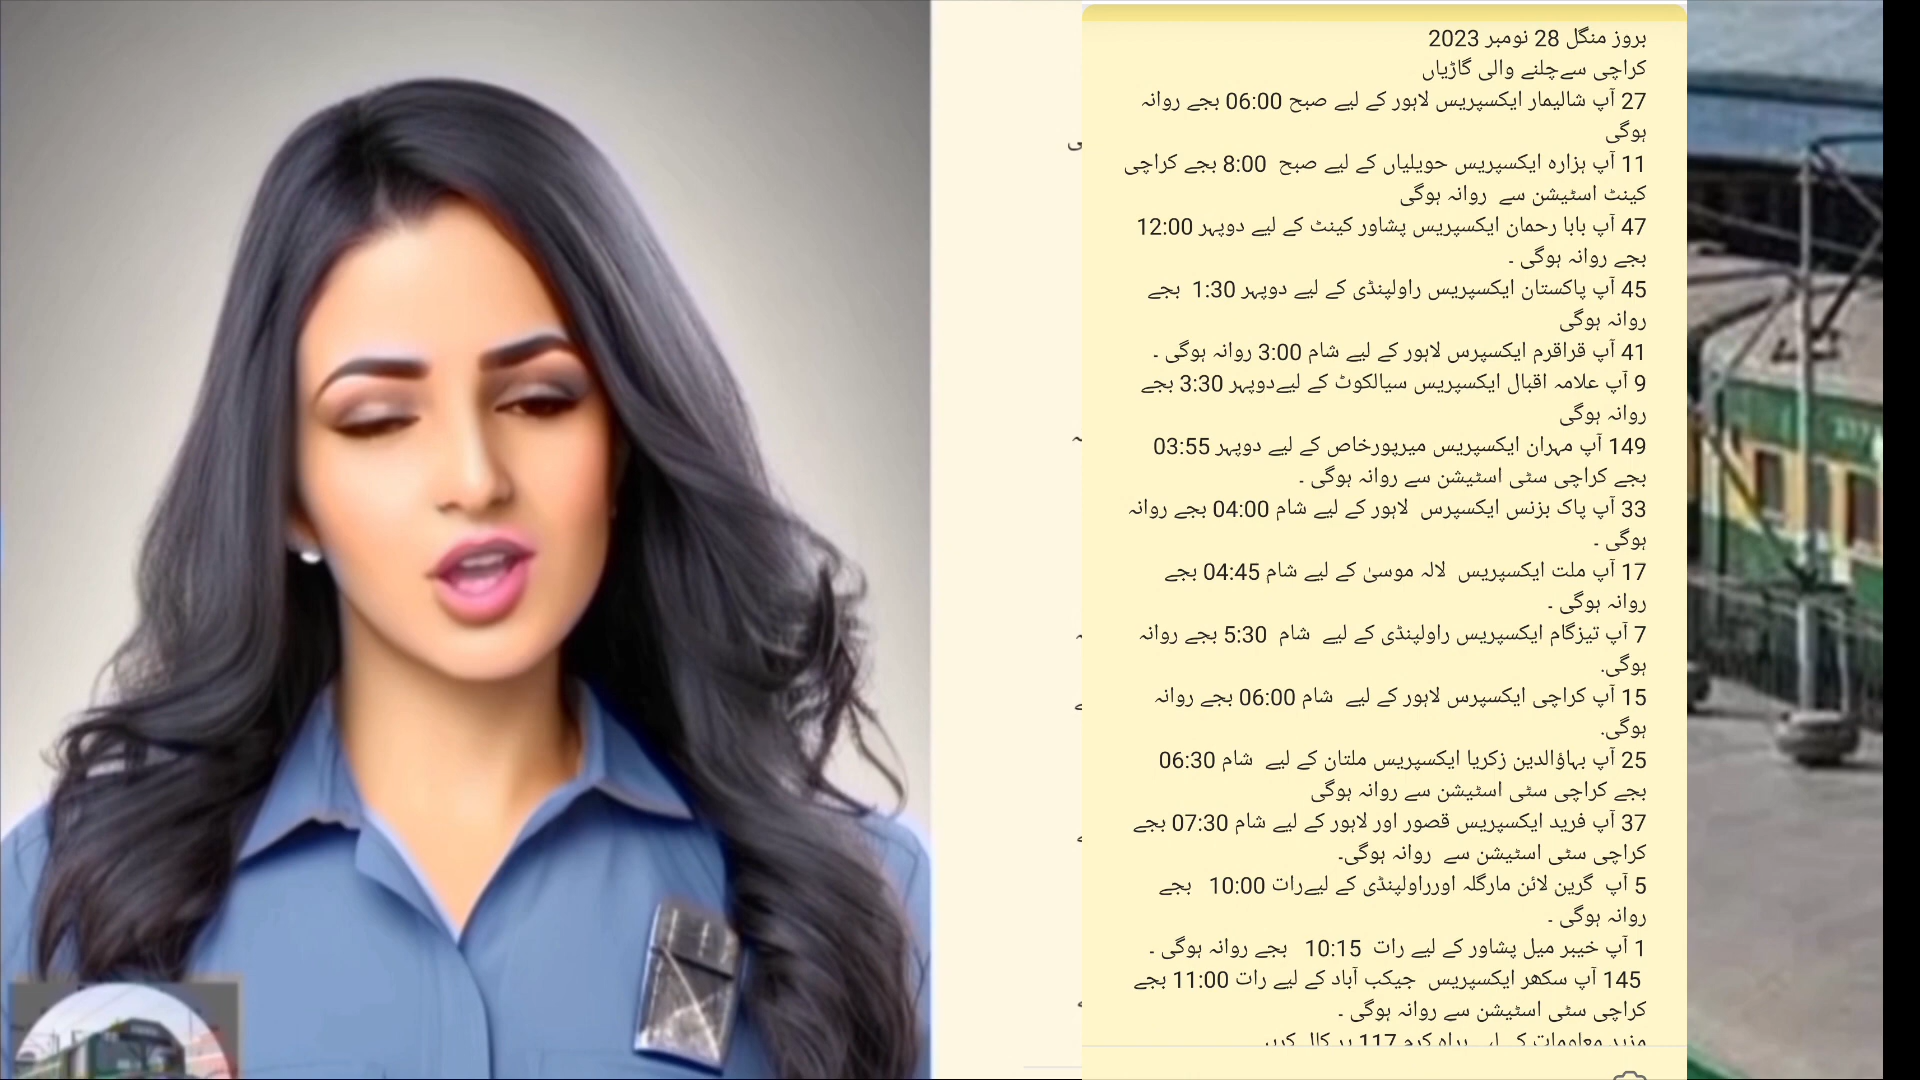 بروز منگل 28 نومبر 2023
کراچی سےچلنے والی گاڑیاں
27 آپ شالیمار ایکسپریس لاہور کے لیے صبح 06:00 بجے روانہ
ہوگی
11 آپ ہزارہ ایکسپریس حویلیاں کے لیے صبح 8:00 بجے کراچی
کینٹ اسٹیشن سے روانہ ہوگی
47 آپ بابا رحمان ایکسپریس پشاور کینٹ کے لیے دوپہر 12:00
بجے روانہ ہوگی ۔
45 آپ پاکستان ایکسپریس راولپنڈی کے لیے دوپہر 1:30 بجے
روانہ ہوگی
41 آپ قراقرم ایکسپرس لاہور کے لیے شام 3:00 روانہ ہوگی ۔
9 آپ علامہ اقبال ایکسپریس سیالکوٹ کے لیےدوپہر 3:30 بجے
روانہ ہوگی
149 آپ مہران ایکسپریس میرپورخاص کے لیے دوپہر 03:55
بجے کراچی سٹی اسٹیشن سے روانہ ہوگی ۔
33 آپ پاک بزنس ایکسپرس لاہور کے لیے شام 04:00 بجے روانہ
ہوگی ۔
17 آپ ملت ایکسپریس لالہ موسیٰ کے لیے شام 04:45 بجے
روانہ ہوگی ۔
7 آپ تیزگام ایکسپریس راولپنڈی کے لیے شام 5:30 بجے روانہ
ہوگی.
15 آپ کراچی ایکسپرس لاہور کے لیے شام 06:00 بجے روانہ
ہوگی.
25 آپ بہاؤالدین زکریا ایکسپریس ملتان کے لیے شام 06:30
بجے کراچی سٹی اسٹیشن سے روانہ ہوگی
37 آپ فرید ایکسپریس قصور اور لاہور کے لیے شام 07:30 بجے
کراچی سٹی اسٹیشن سے روانہ ہوگی۔
5 آپ گرین لائن مارگلہ اورراولپنڈی کے لیےرات 10:00 بجے
روانہ ہوگی ۔
1 آپ خیبر میل پشاور کے لیے رات 10:15 بجے روانہ ہوگی ۔
145 آپ سکھر ایکسپریس جیکب آباد کے لیے رات 11:00 بجے
کراچی سٹی اسٹیشن سے روانہ ہوگی ۔
مزید معلومات کے لیے براہ کرم 117 پر کال کریں